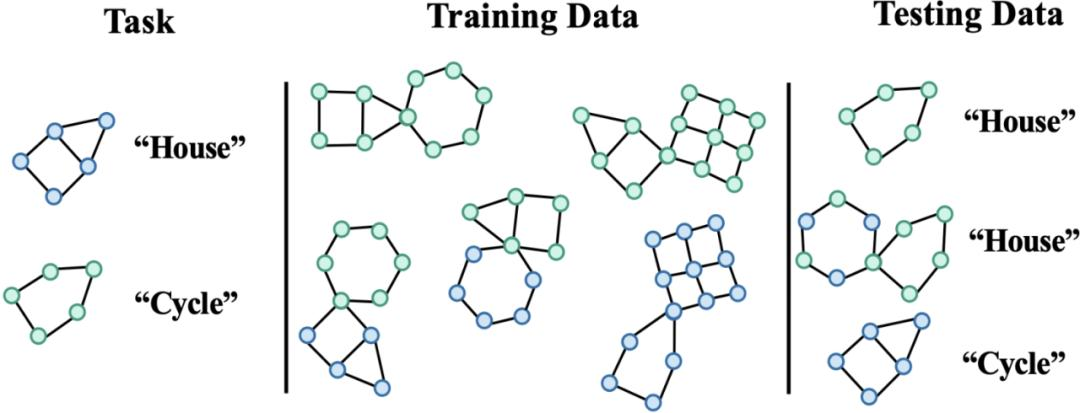 Task
Training Data
Testing Data
“House”
“Cycle”
“House”
“House”
“Cycle”